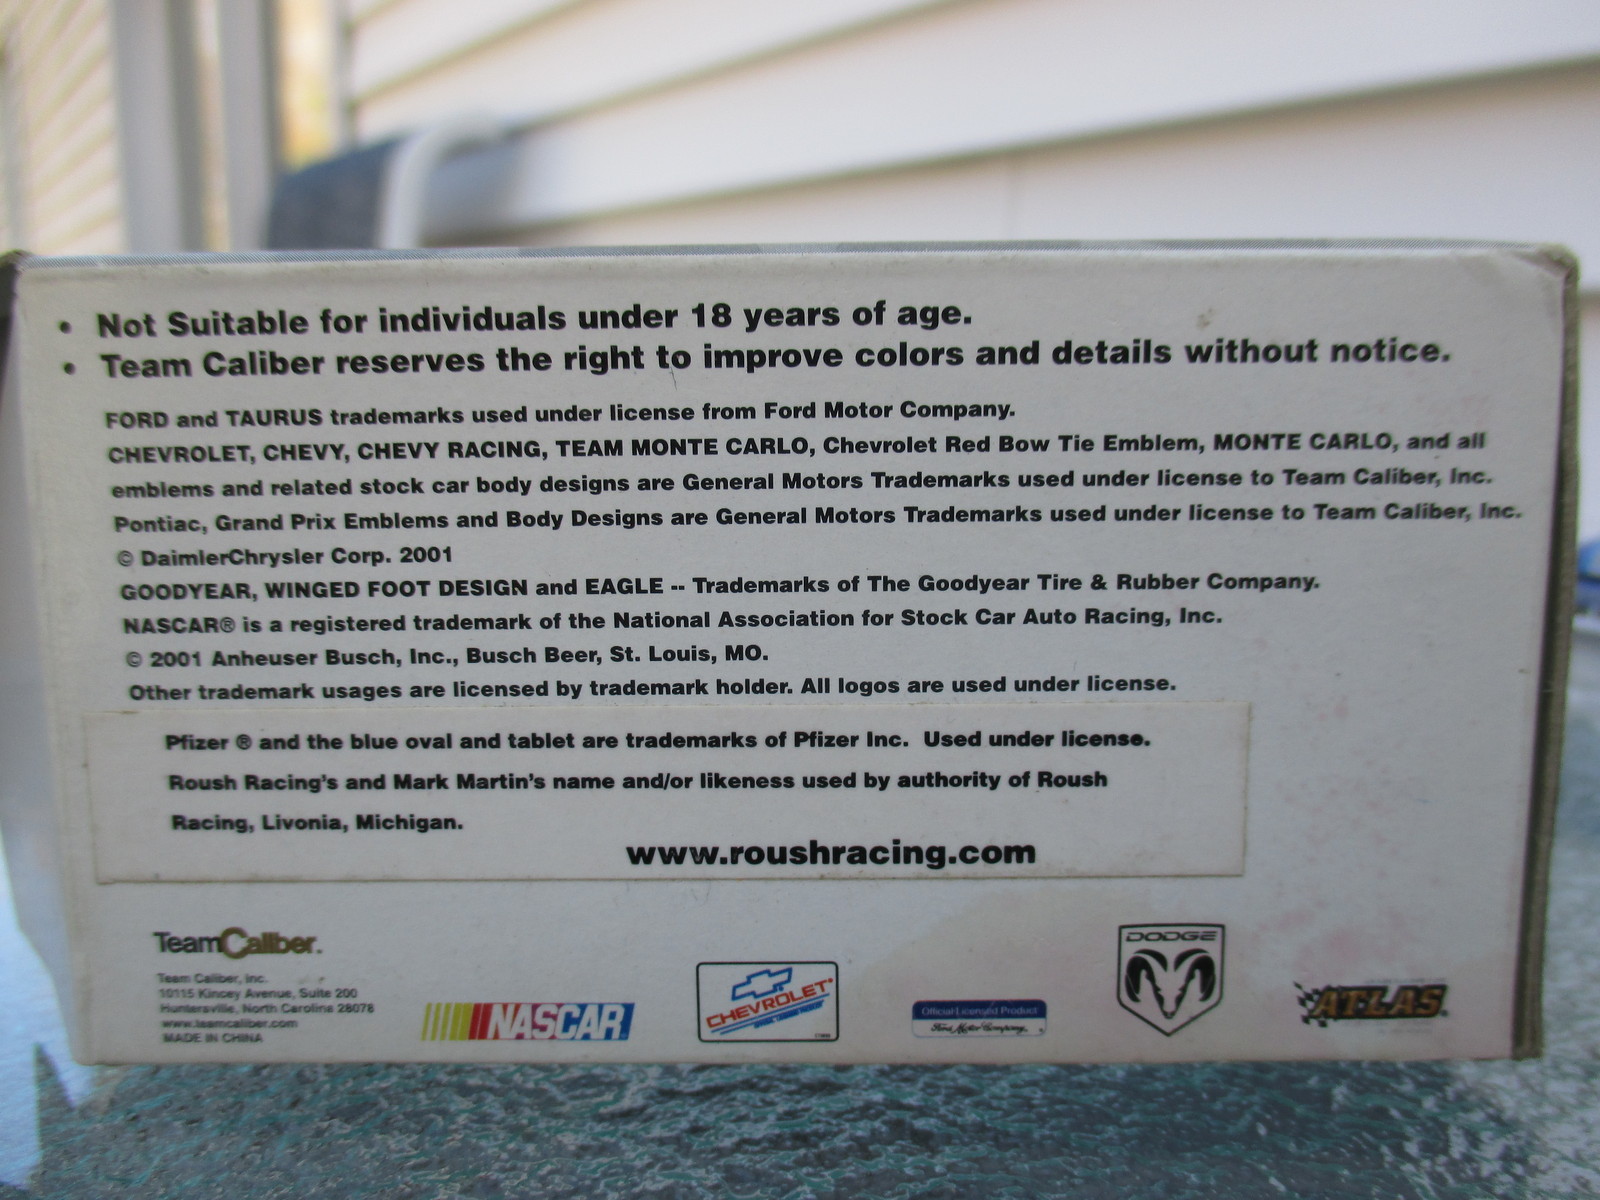 • Not Suitable for individuals under 18 years of age.
• Team Caliber reserves the right to improve colors and details without notice.
FORD and TAURUS trademarks used under license from Ford Motor Company.
CHEVROLET, CHEVY, CHEVY RACING, TEAM MONTE CARLO, Chevrolet Red Bow Tie Emblem, MONTE CARLO, and all
emblems and related stock car body designs are General Motors Trademarks used under license to Team Caliber, Inc.
Pontiac, Grand Prix Emblems and Body Designs are General Motors Trademarks used under license to Team Caliber, Inc.
© DaimlerChrysler Corp. 2001
GOODYEAR, WINGED FOOT DESIGN and EAGLE -- Trademarks of The Goodyear Tire & Rubber Company.
NASCAR® is a registered trademark of the National Association for Stock Car Auto Racing, Inc.
© 2001 Anheuser Busch, Inc., Busch Beer, St. Louis, MO.
Other trademark usages are licensed by trademark holder. All logos are used under license.
Pfizer ® and the blue oval and tablet are trademarks of Pfizer Inc. Used under license.
Roush Racing's and Mark Martin's name and/or likeness used by authority of Roush
Racing, Livonia, Michigan.
www.roushracing.com
TeamCaliber.
Team Caliber, Inc.
10115 Kincey Avenue, Suite 200
Huntersville, North Carolina 28078
www.teamcaliber.com
MADE IN CHINA
NASCAR
CHEVROLET
Official Licensed Product
Ford Motor Company
DODGE
ATLAS